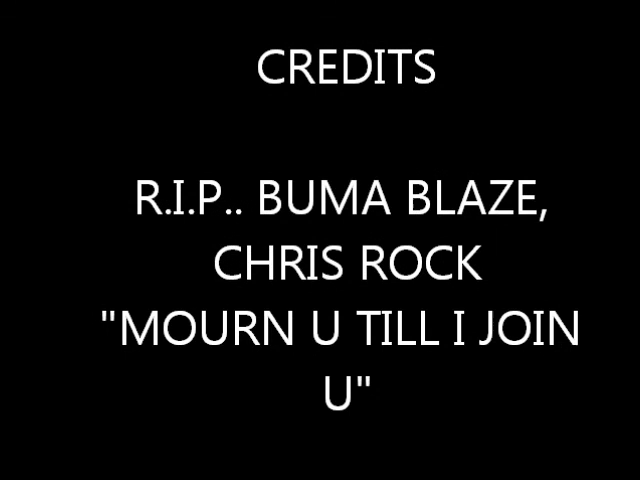 CREDITS
R.I.P.. BUMA BLAZE,
CHRIS ROCK
"MOURN U TILL I JOIN
U"